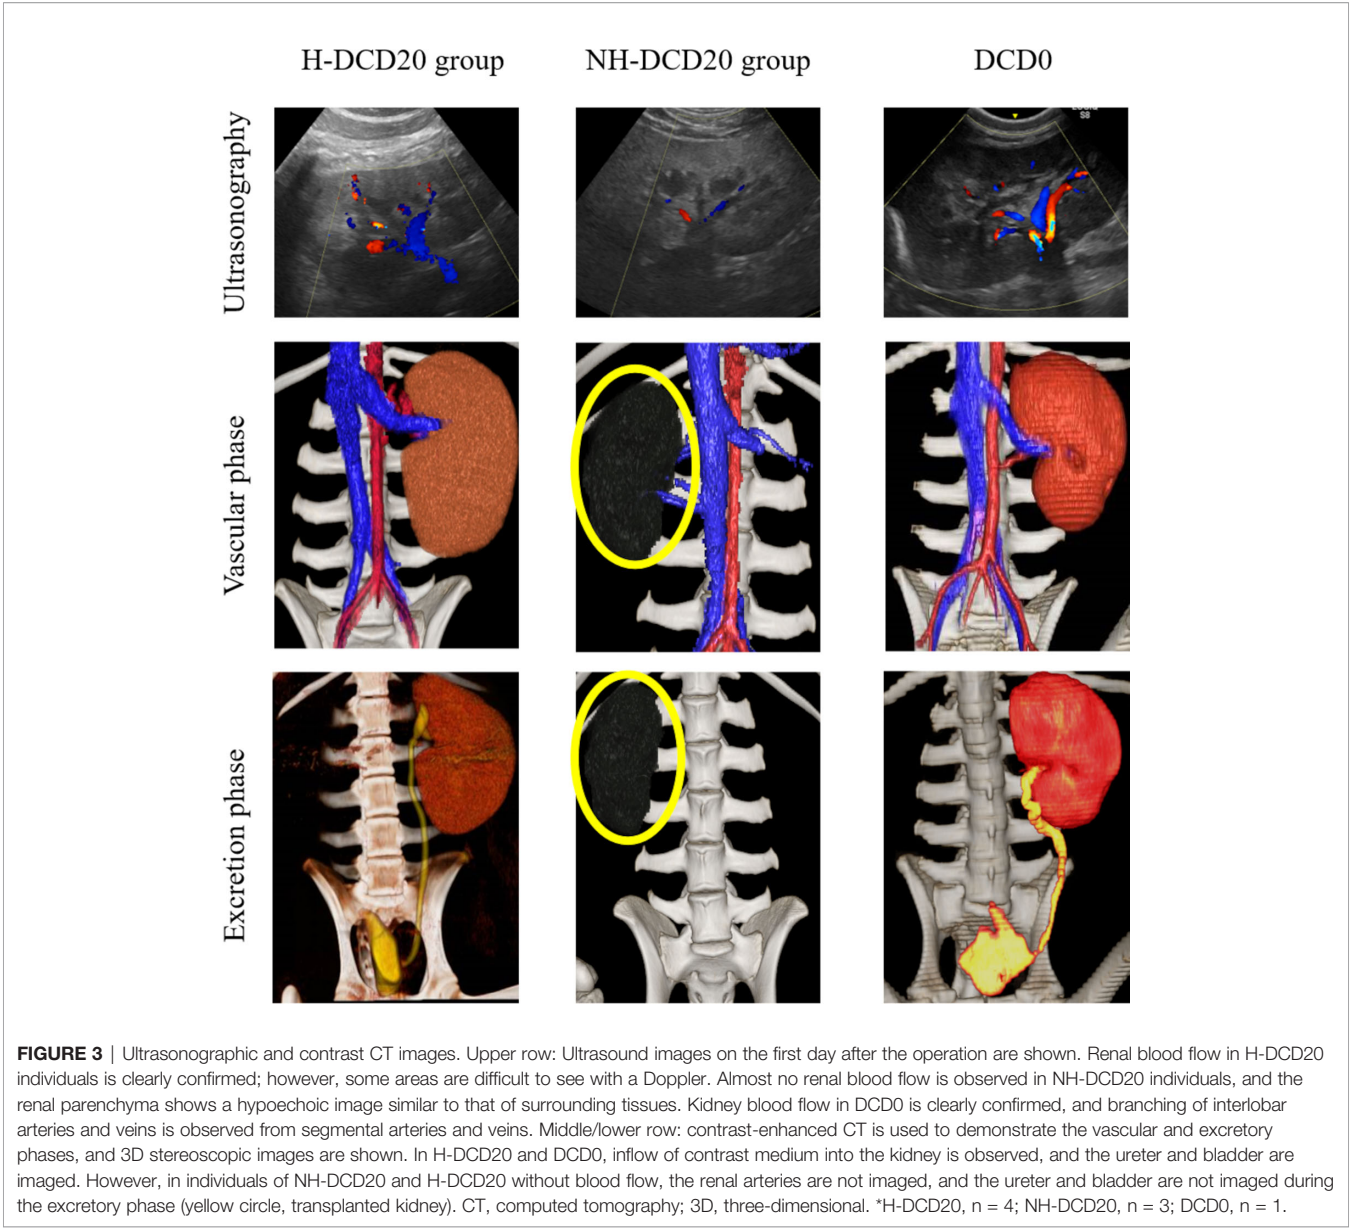 H-DCD20 group NH-DCD20 group DCD0
S8
Ultrasonography
Vascular phase
Excretion phase
FIGURE 3 | Ultrasonographic and contrast CT images. Upper row: Ultrasound images on the first day after the operation are shown. Renal blood flow in H-DCD20
individuals is clearly confirmed; however, some areas are difficult to see with a Doppler. Almost no renal blood flow is observed in NH-DCD20 individuals, and the
renal parenchyma shows a hypoechoic image similar to that of surrounding tissues. Kidney blood flow in DCD0 is clearly confirmed, and branching of interlobar
arteries and veins is observed from segmental arteries and veins. Middle/lower row: contrast-enhanced CT is used to demonstrate the vascular and excretory
phases, and 3D stereoscopic images are shown. In H-DCD20 and DCD0, inflow of contrast medium into the kidney is observed, and the ureter and bladder are
imaged. However, in individuals of NH-DCD20 and H-DCD20 without blood flow, the renal arteries are not imaged, and the ureter and bladder are not imaged during
the excretory phase (yellow circle, transplanted kidney). CT, computed tomography; 3D, three-dimensional. *H-DCD20, n = 4; NH-DCD20, n = 3; DCD0, n = 1.